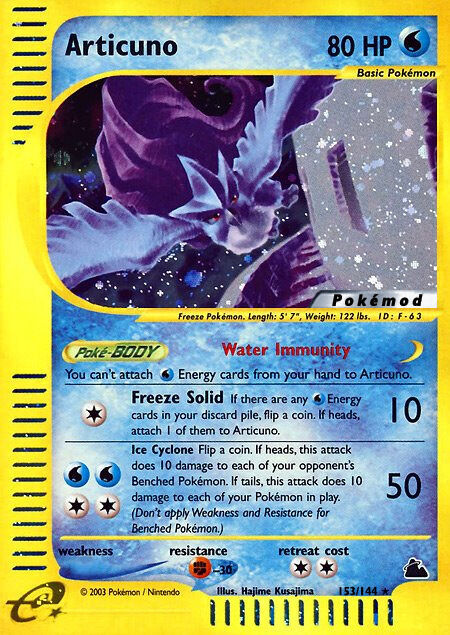 Articuno 80 HP
Basic Pokémon
Pokémod
Freeze Pokémon. Length: 5' 7", Weight: 122 lbs. ID: F-63
Poké-BODY Water Immunity
You can't attach Energy cards from your hand to Articuno.
Freeze Solid If there are any Energy
cards in your discard pile, flip a coin. If heads,
attach 1 of them to Articuno.
10
Ice Cyclone Flip a coin. If heads, this attack
does 10 damage to each of your opponent's
Benched Pokémon. If tails, this attack does 10
damage to each of your Pokémon in play.
(Don't apply Weakness and Resistance for
Benched Pokémon.)
50
weakness resistance retreat cost
-30
© 2003 Pokémon / Nintendo Illus. Hajime Kusajima 153/144 ★
e